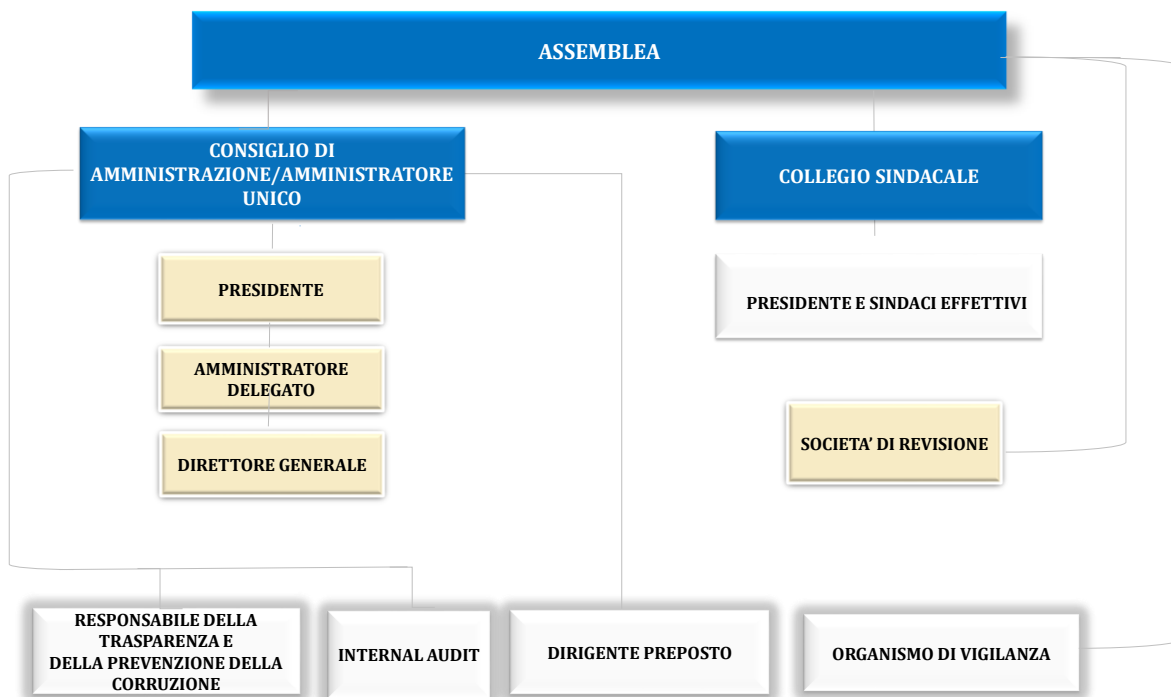 ASSEMBLEA
CONSIGLIO DI
AMMINISTRAZIONE/AMMINISTRATORE
UNICO
COLLEGIO SINDACALE
PRESIDENTE
PRESIDENTE E SINDACI EFFETTIVI
AMMINISTRATORE
DELEGATO
SOCIETA’ DI REVISIONE
DIRETTORE GENERALE
RESPONSABILE DELLA
TRASPARENZA E
DELLA PREVENZIONE DELLA
CORRUZIONE
INTERNAL AUDIT
DIRIGENTE PREPOSTO
ORGANISMO DI VIGILANZA